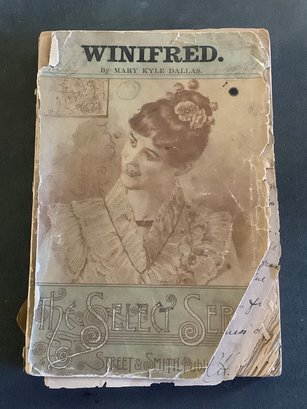 WINIFRED.
By MARY KYLE DALLAS.
The Select Ser
STREET & SMITH, Publ